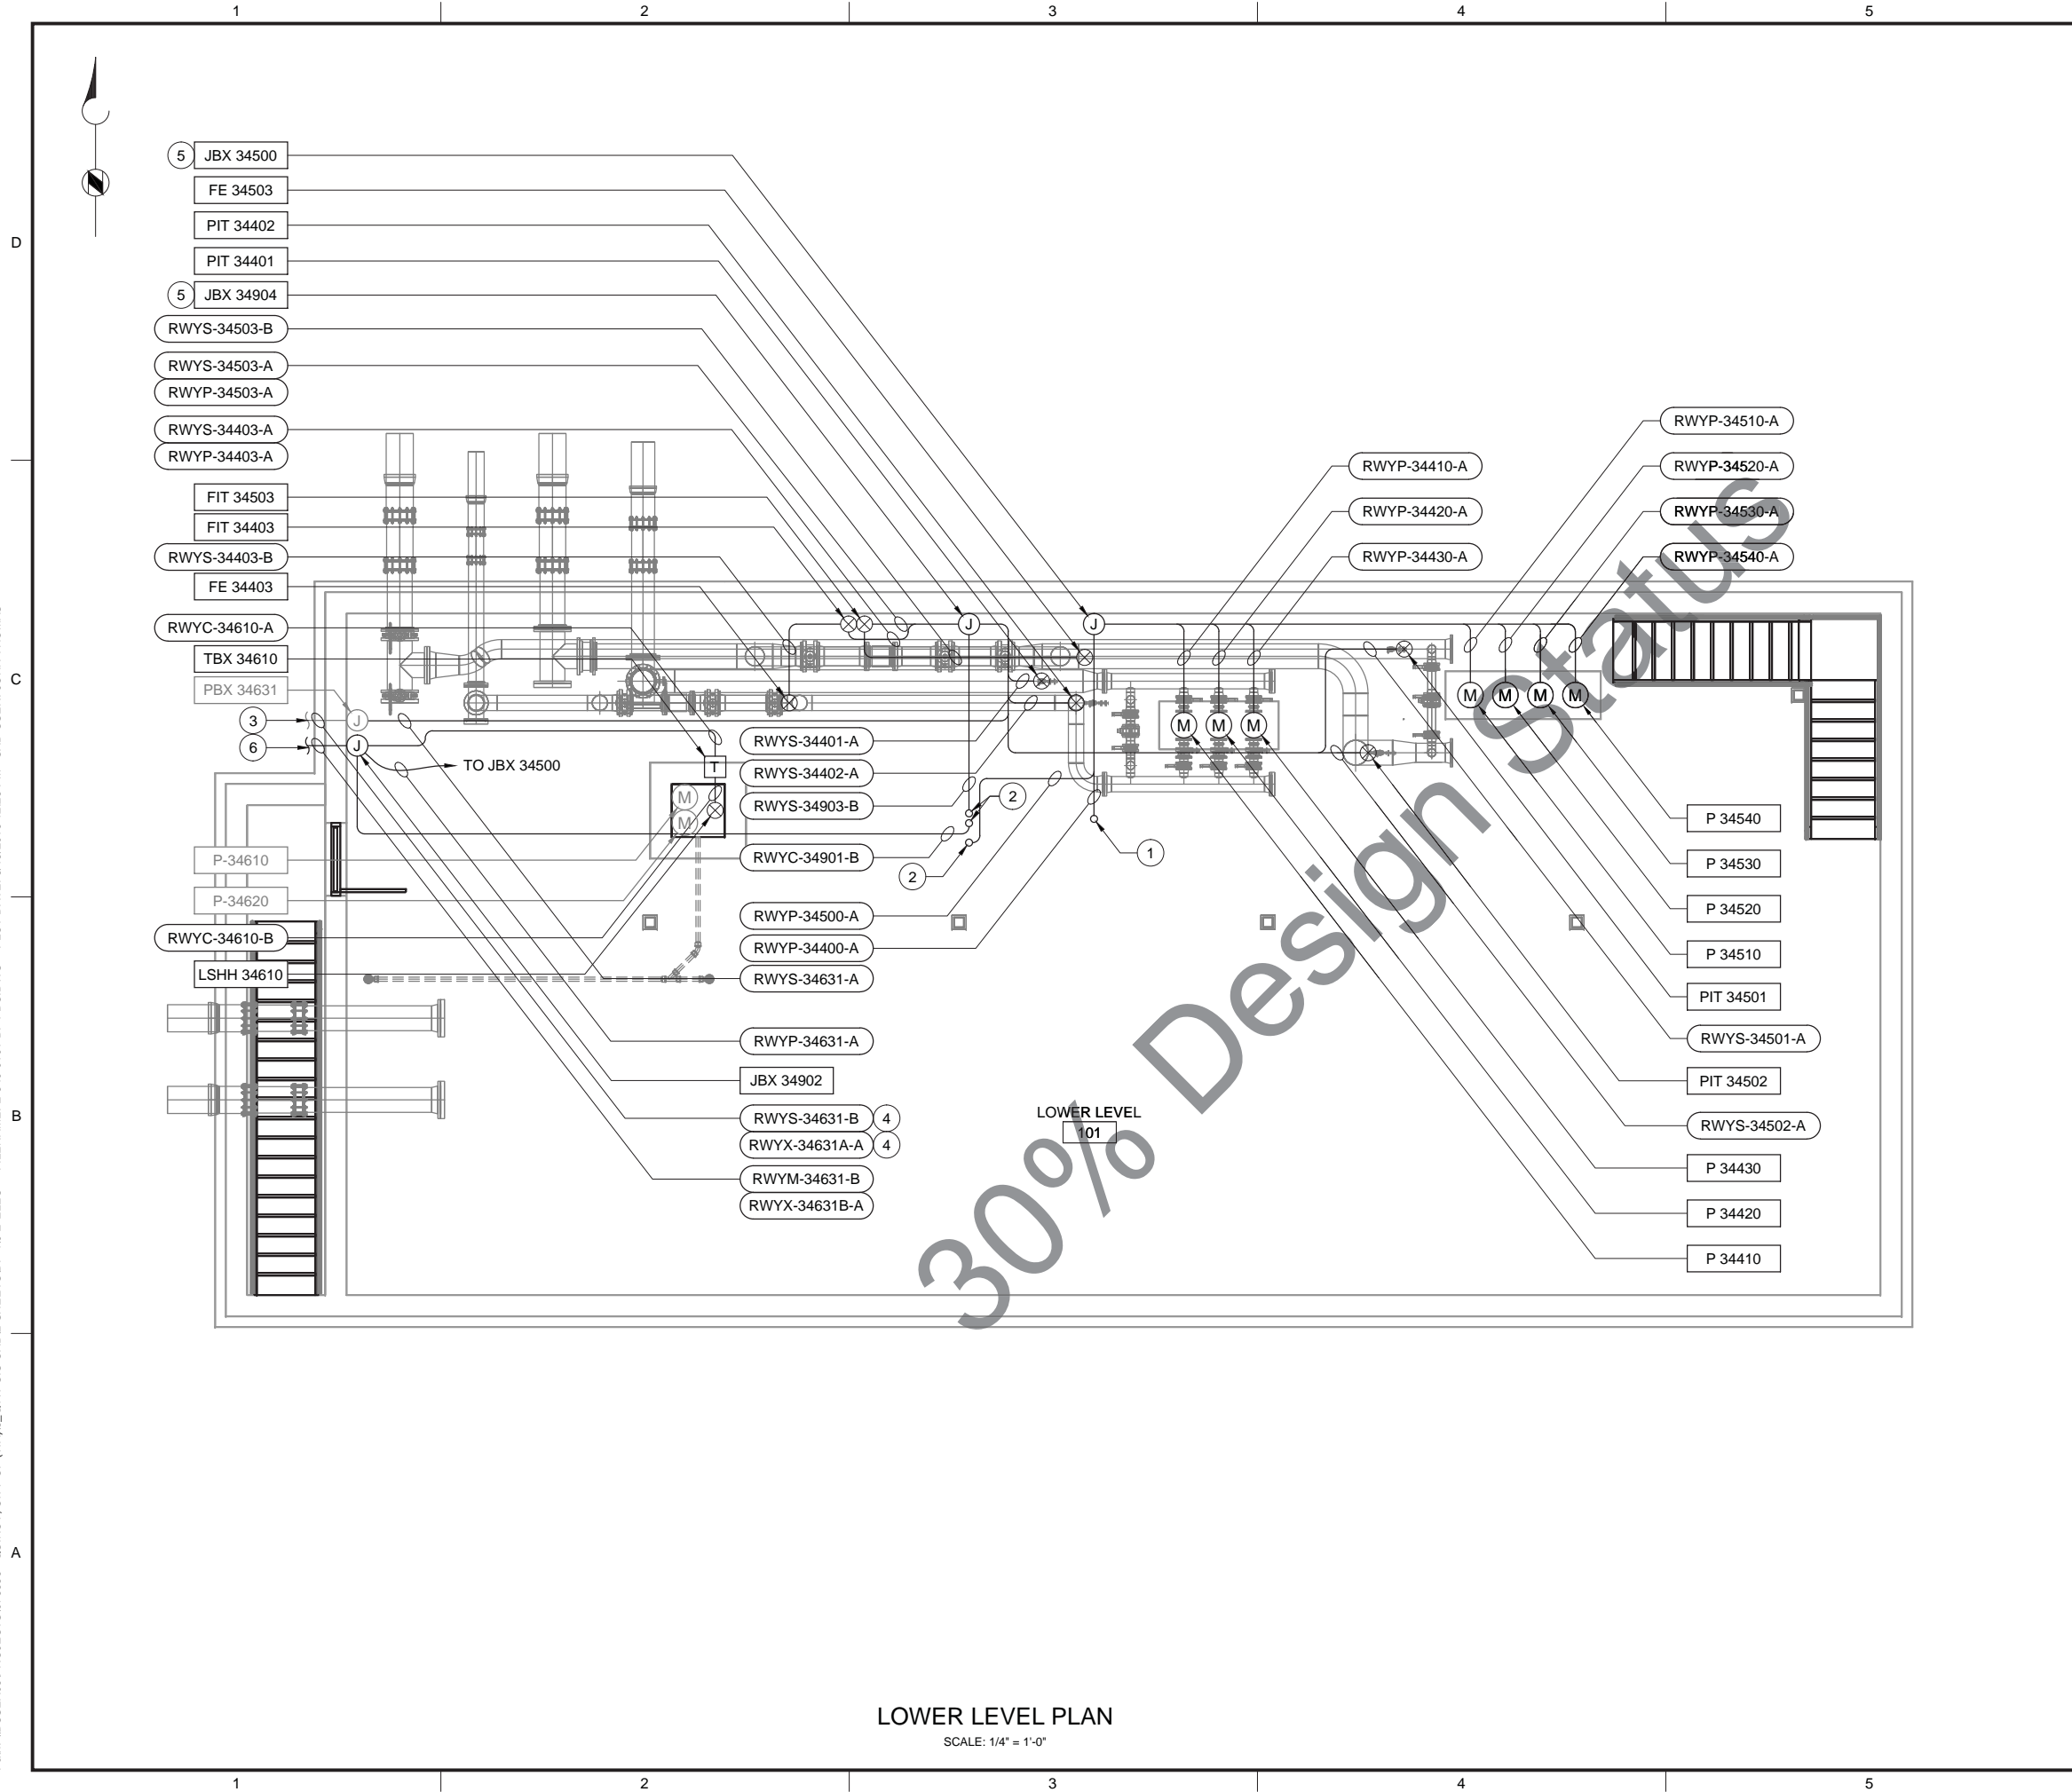 1 2 3 4 5
D
C
B
A
5 JBX 34500
FE 34503
PIT 34402
PIT 34401
5 JBX 34904
RWYS-34503-B
RWYS-34503-A
RWYP-34503-A
RWYS-34403-A
RWYP-34403-A
FIT 34503
FIT 34403
RWYS-34403-B
FE 34403
RWYC-34610-A
TBX 34610
PBX 34631
3
6
J
J
TO JBX 34500
T
M
M
P-34610
P-34620
RWYC-34610-B
LSHH 34610
J
J
RWYS-34401-A
RWYS-34402-A
RWYS-34903-B
2
RWYC-34901-B
2
1
RWYP-34500-A
RWYP-34400-A
RWYS-34631-A
RWYP-34631-A
JBX 34902
RWYS-34631-B 4
RWYX-34631A-A 4
RWYM-34631-B
RWYX-34631B-A
RWYP-34410-A
RWYP-34420-A
RWYP-34430-A
RWYP-34510-A
RWYP-34520-A
RWYP-34530-A
RWYP-34540-A
M M M
M M M M
P 34540
P 34530
P 34520
P 34510
PIT 34501
RWYS-34501-A
PIT 34502
RWYS-34502-A
P 34430
P 34420
P 34410
LOWER LEVEL
101
30% Design Status
LOWER LEVEL PLAN
SCALE: 1/4" = 1'-0"
1 2 3 4 5